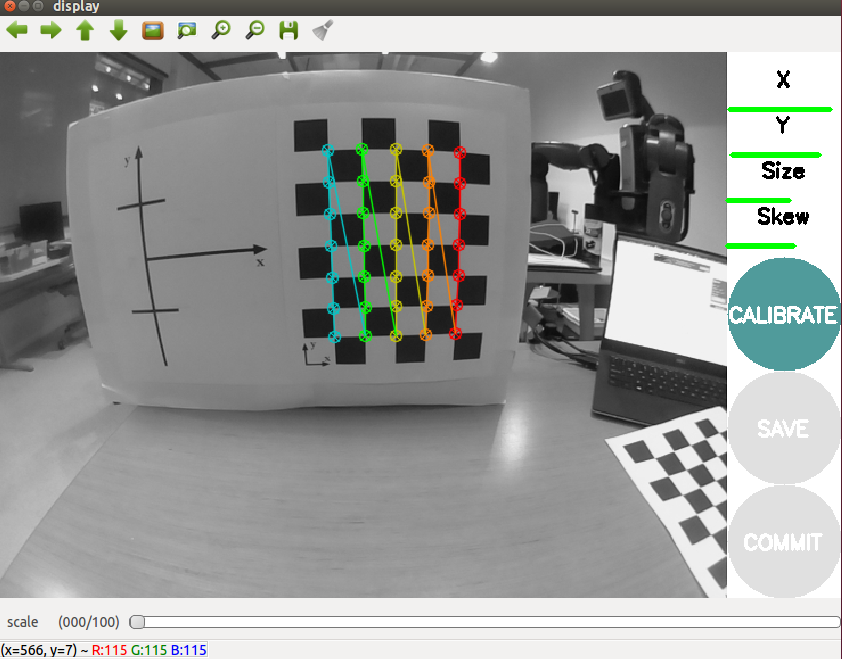 display
X
Y
Size
Skew
CALIBRATE
SAVE
COMMIT
y
x
y
x
scale (000/100)
(x=566, y=7) ~ R:115 G:115 B:115